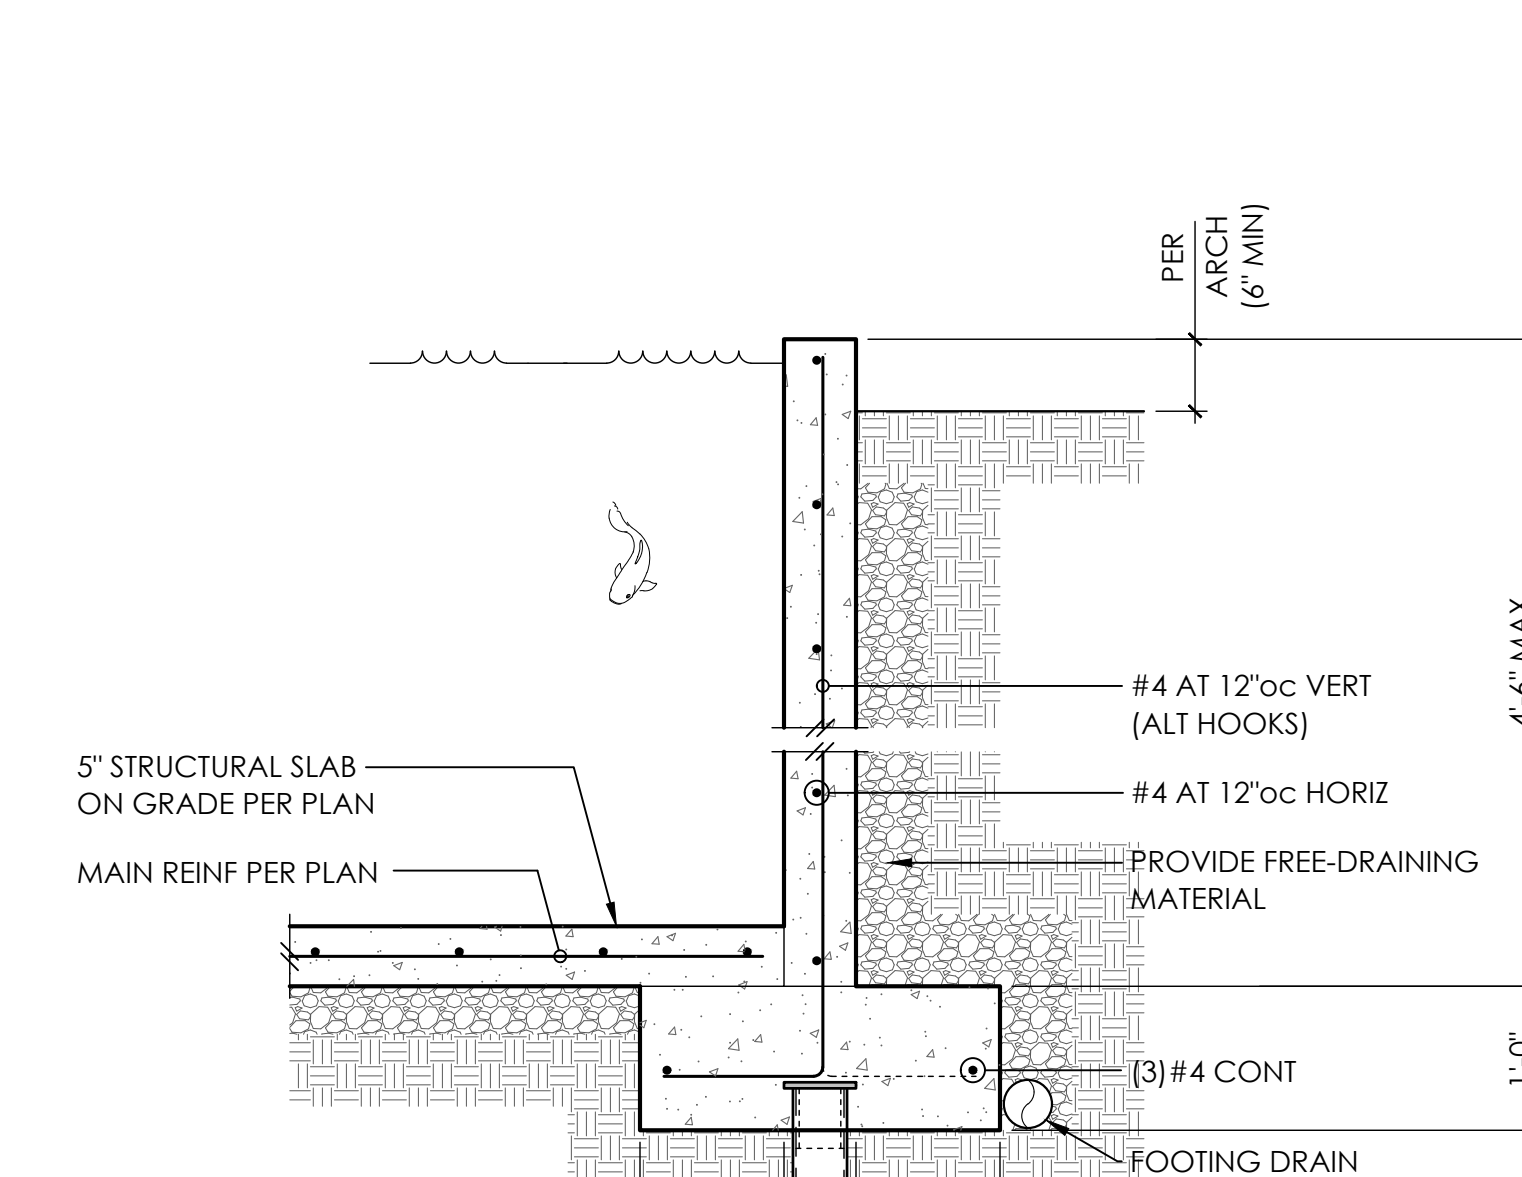 PER
ARCH
(6" MIN)
#4 AT 12"oc VERT
(ALT HOOKS)
5" STRUCTURAL SLAB
ON GRADE PER PLAN
#4 AT 12"oc HORIZ
MAIN REINF PER PLAN
PROVIDE FREE-DRAINING
MATERIAL
(3)#4 CONT
FOOTING DRAIN